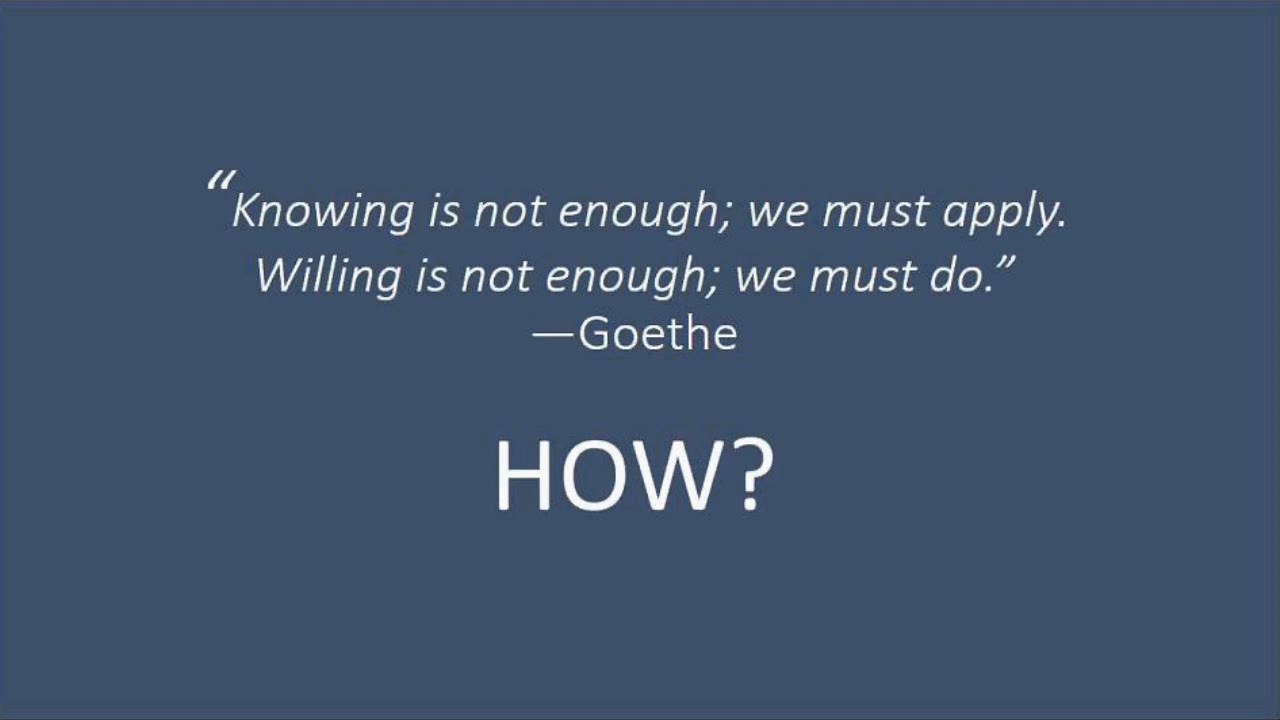 “Knowing is not enough; we must apply.
Willing is not enough; we must do.”
—Goethe
HOW?